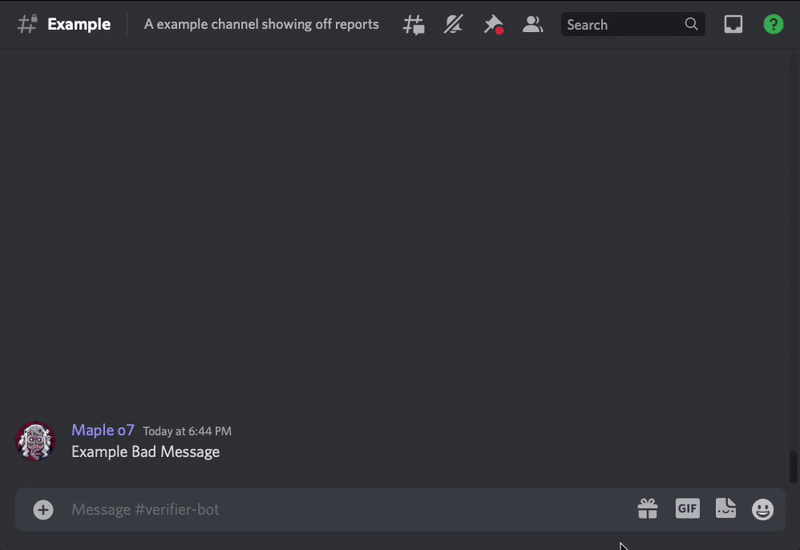 Example
A example channel showing off reports
Search
Maple o7 Today at 6:44 PM
Example Bad Message
Message #verifier-bot
GIF